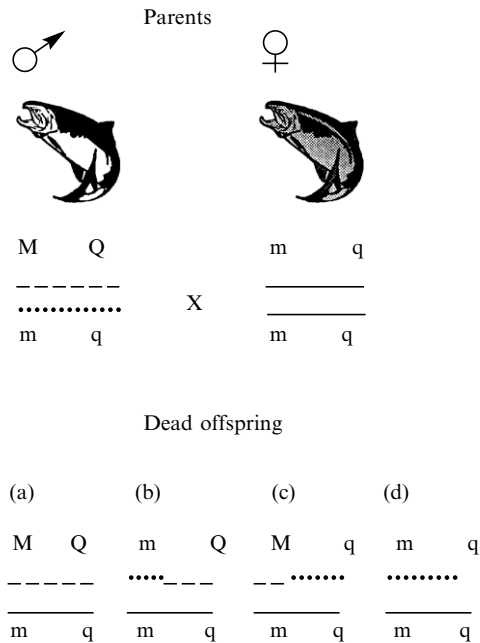 Parents
M Q m q
X
m q m q
Dead offspring
(a) (b) (c) (d)
M Q m Q M q m q
m q m q m q m q